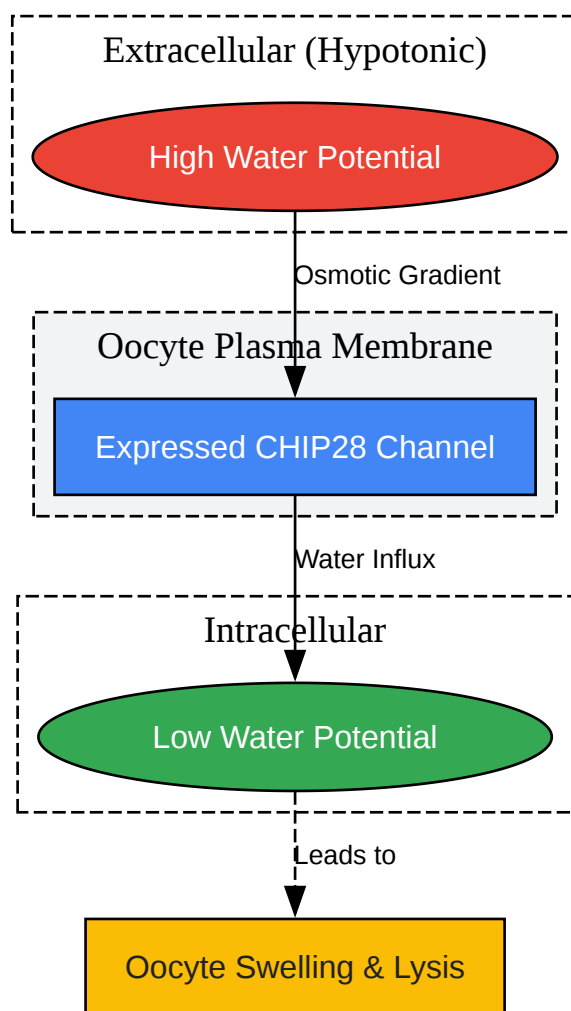 Extracellular (Hypotonic)
High Water Potential
Osmotic Gradient
Oocyte Plasma Membrane
Expressed CHIP28 Channel
Water Influx
Intracellular
Low Water Potential
Leads to
Oocyte Swelling & Lysis